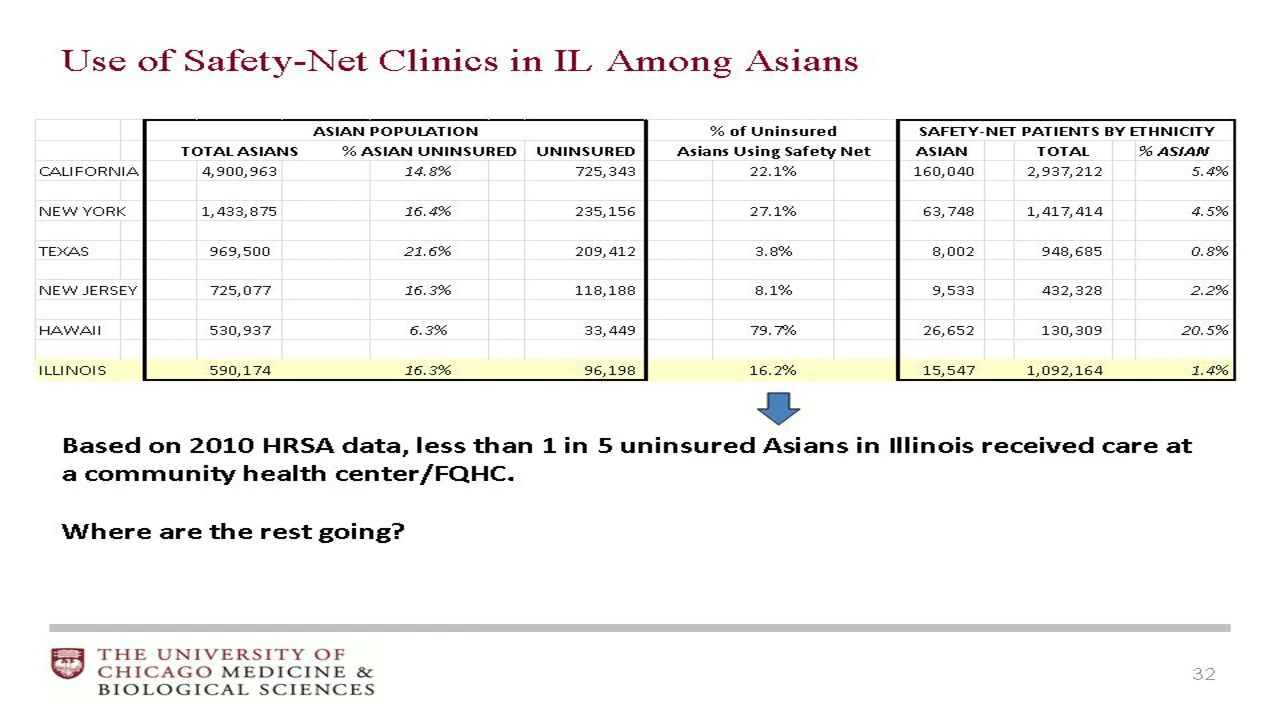 Use of Safety-Net Clinics in IL Among Asians
ASIAN POPULATION % of Uninsured SAFETY-NET PATIENTS BY ETHNICITY
TOTAL ASIANS % ASIAN UNINSURED UNINSURED Asians Using Safety Net ASIAN TOTAL % ASIAN
CALIFORNIA 4,900,963 14.8% 725,343 22.1% 160,040 2,937,212 5.4%
NEW YORK 1,433,875 16.4% 235,156 27.1% 63,748 1,417,414 4.5%
TEXAS 969,500 21.6% 209,412 3.8% 8,002 948,685 0.8%
NEW JERSEY 725,077 16.3% 118,188 8.1% 9,533 432,328 2.2%
HAWAII 530,937 6.3% 33,449 79.7% 26,652 130,309 20.5%
ILLINOIS 590,174 16.3% 96,198 16.2% 15,547 1,092,164 1.4%
Based on 2010 HRSA data, less than 1 in 5 uninsured Asians in Illinois received care at
a community health center/FQHC.
Where are the rest going?
THE UNIVERSITY OF
CHICAGO MEDICINE &
BIOLOGICAL SCIENCES
32